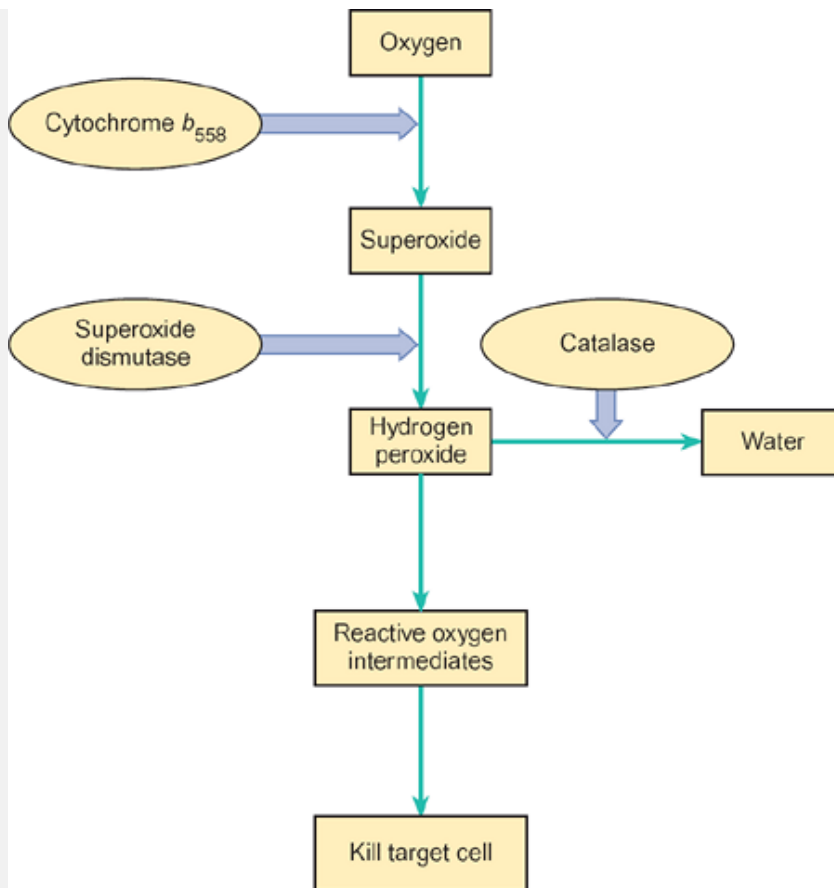 Oxygen
Cytochrome b558
Superoxide
Superoxide
dismutase
Catalase
Hydrogen
peroxide
Water
Reactive oxygen
intermediates
Kill target cell